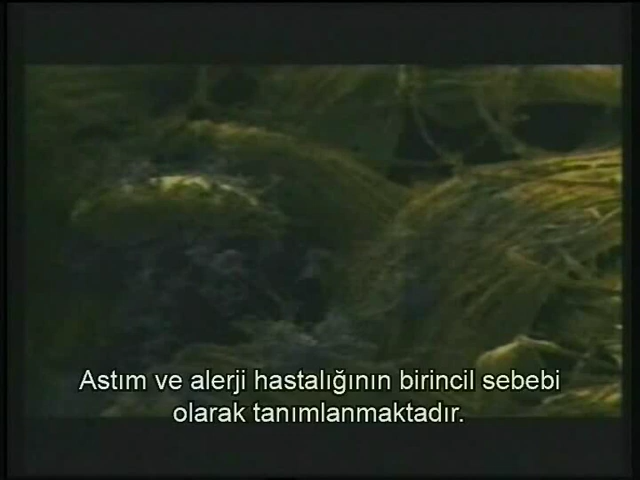 Astım ve alerji hastalığının birincil sebebi
olarak tanımlanmaktadır.